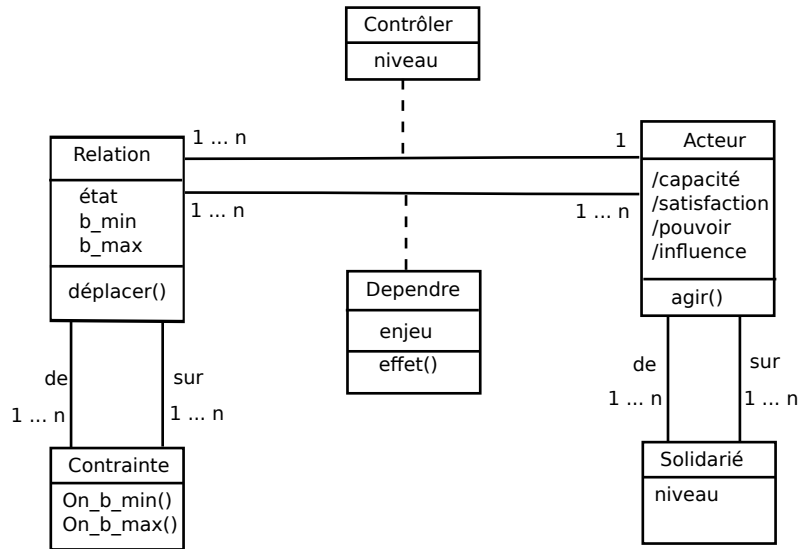 Contrôler
niveau
1 ... n
1
Relation
Acteur
état
b_min
b_max
/capacité
/satisfaction
/pouvoir
/influence
1 ... n
1 ... n
déplacer()
agir()
Dependre
enjeu
effet()
de
sur
1 ... n
1 ... n
de
sur
1 ... n
1 ... n
Contrainte
On_b_min()
On_b_max()
Solidarié
niveau